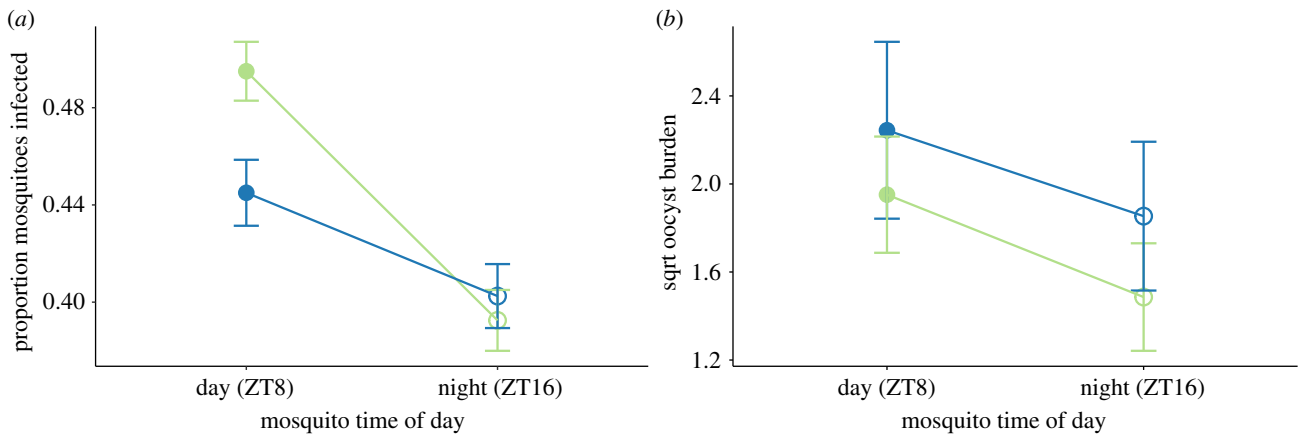 (a)
proportion mosquitoes infected
0.48
0.44
0.40
day (ZT8)
night (ZT16)
mosquito time of day
(b)
sqrt oocyst burden
2.4
2.0
1.6
1.2
day (ZT8)
night (ZT16)
mosquito time of day